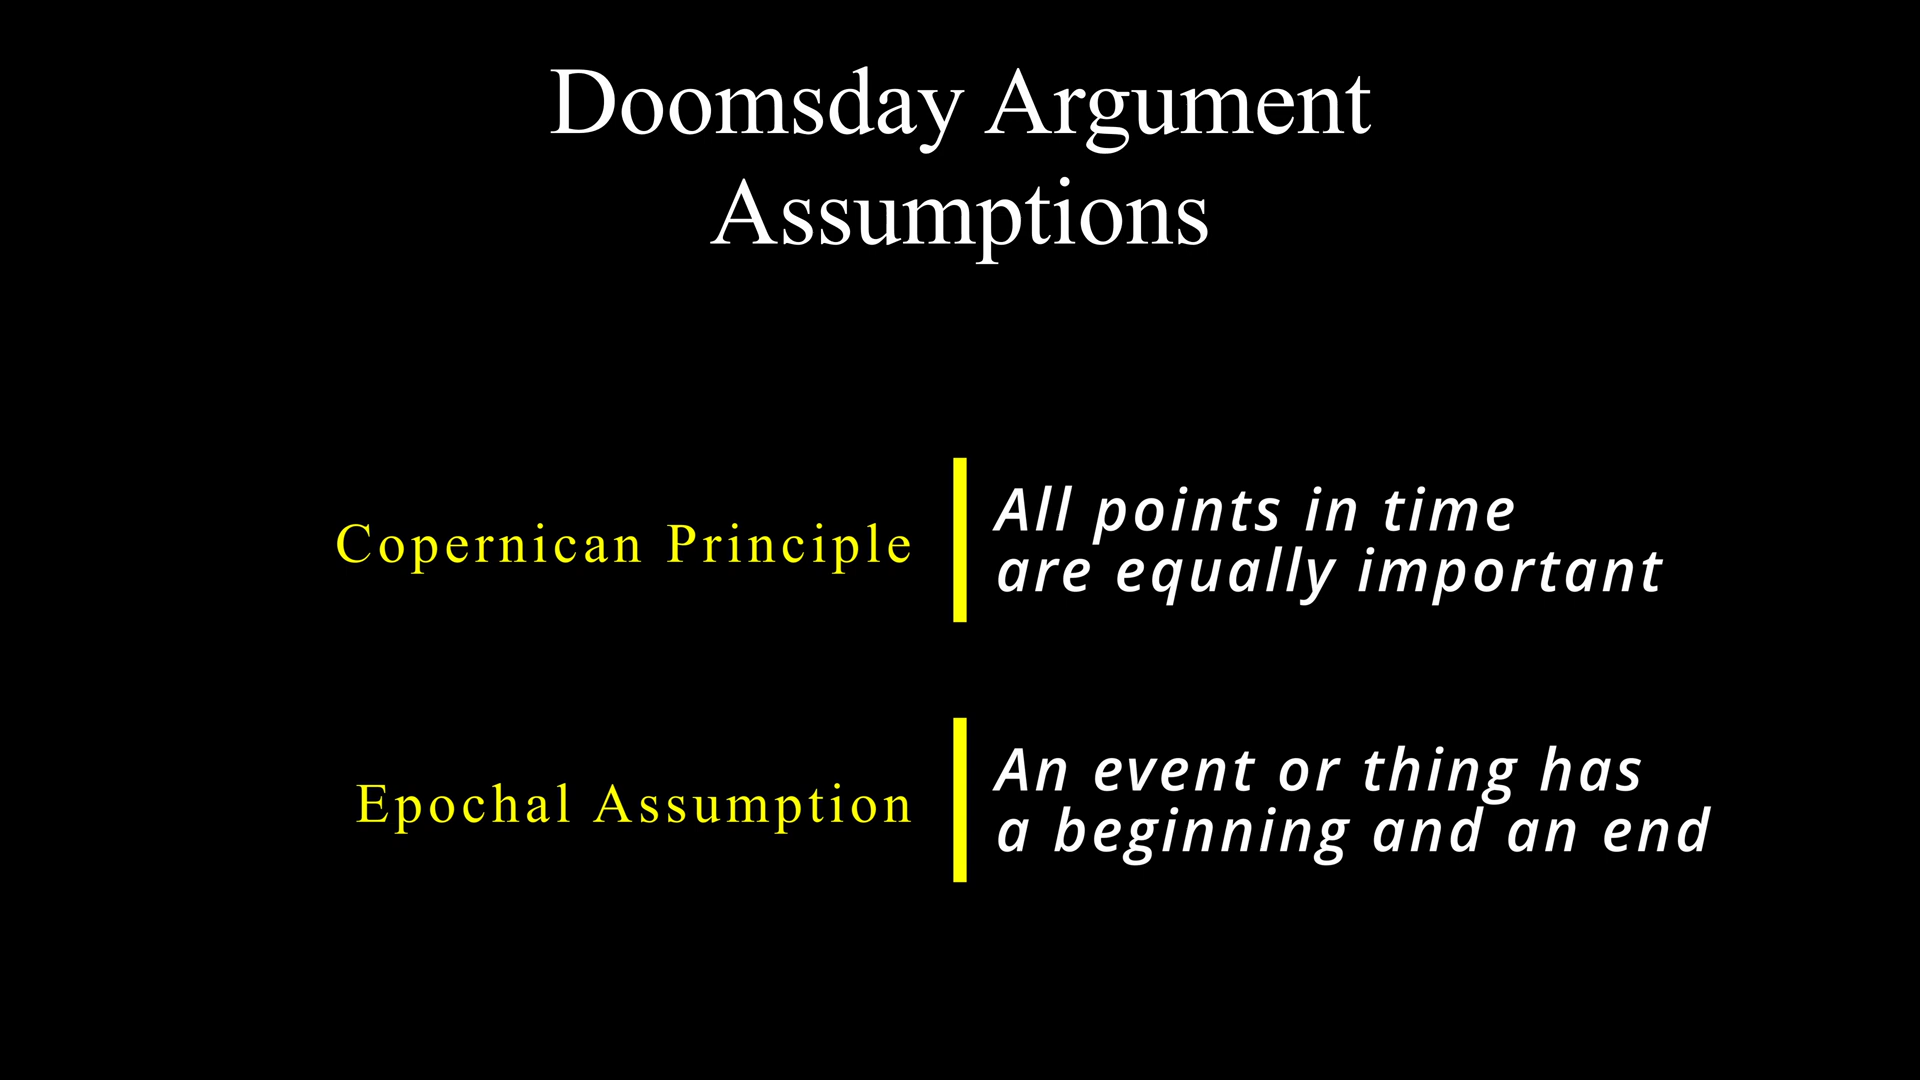 Doomsday Argument
Assumptions
Copernican Principle
All points in time
are equally important
Epochal Assumption
An event or thing has
a beginning and an end